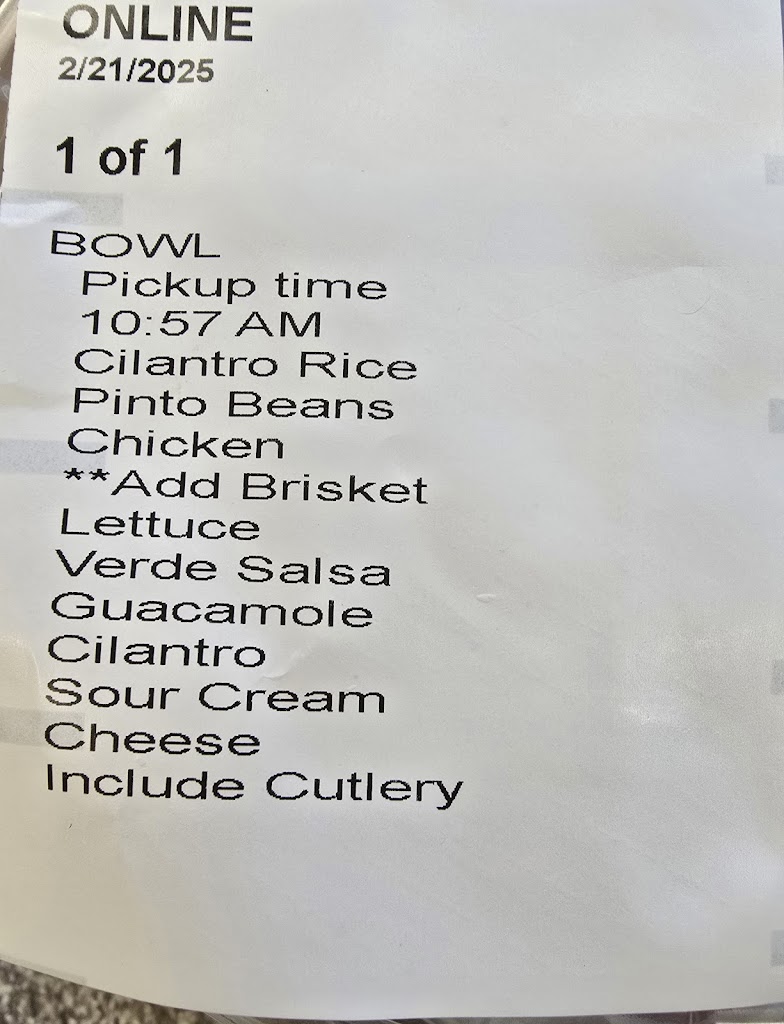 ONLINE
2/21/2025
1 of 1
BOWL
Pickup time
10:57 AM
Cilantro Rice
Pinto Beans
Chicken
**Add Brisket
Lettuce
Verde Salsa
Guacamole
Cilantro
Sour Cream
Cheese
Include Cutlery